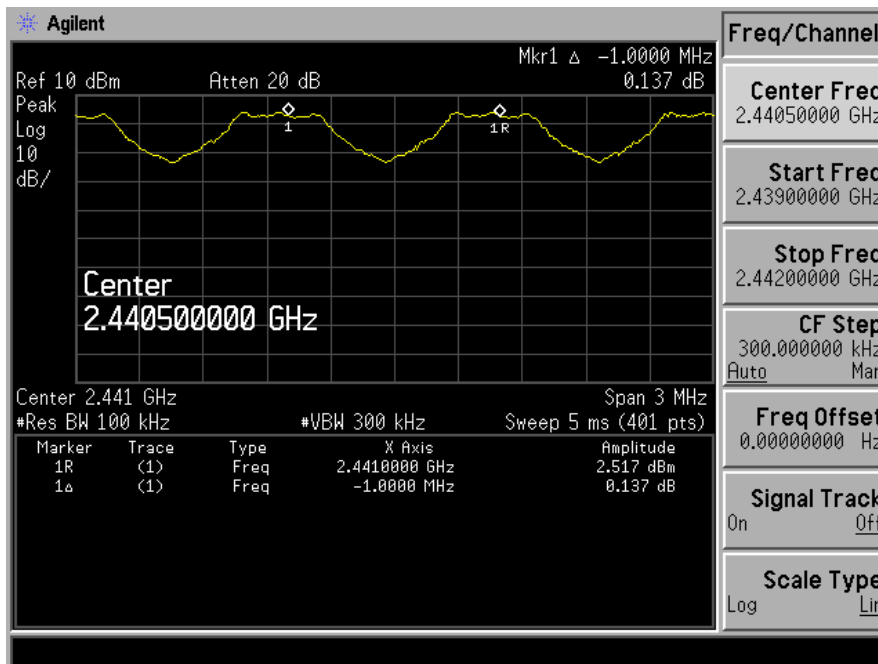 Agilent
Freq/Channel
Mkr1 Δ −1.0000 MHz
Ref 10 dBm Atten 20 dB 0.137 dB
Peak
Log
10
dB/
1
1R
Center
2.440500000 GHz
Center 2.441 GHz Span 3 MHz
#Res BW 100 kHz #VBW 300 kHz Sweep 5 ms (401 pts)
Marker Trace Type X Axis Amplitude
1R (1) Freq 2.4410000 GHz 2.517 dBm
1Δ (1) Freq −1.0000 MHz 0.137 dB
Center Freq
2.44050000 GHz
Start Freq
2.43900000 GHz
Stop Freq
2.44200000 GHz
CF Step
300.000000 kHz
Auto Man
Freq Offset
0.00000000 Hz
Signal Track
On Off
Scale Type
Log Lin